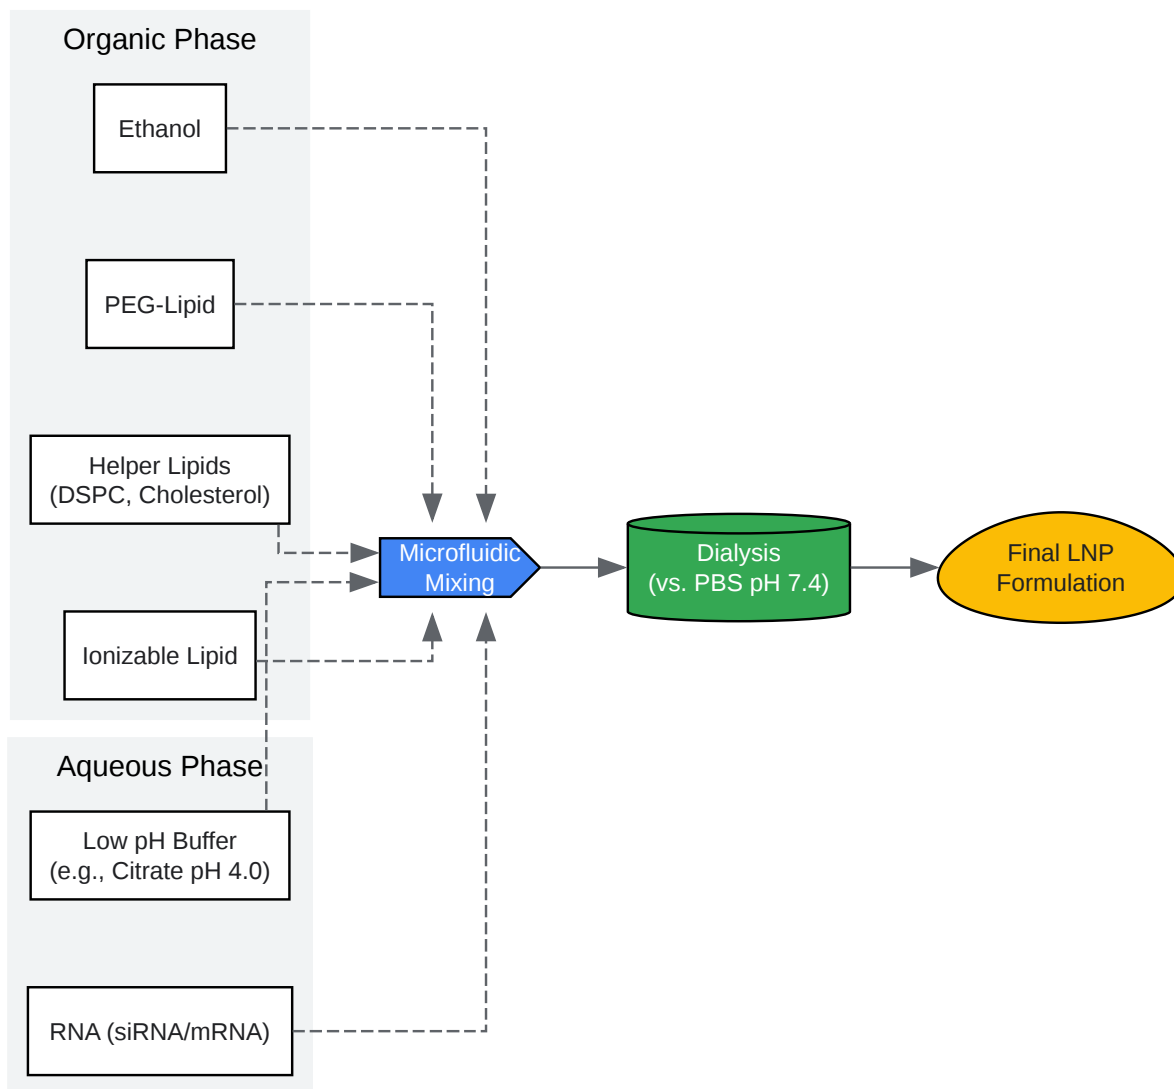 Organic Phase
Ethanol
PEG-Lipid
Helper Lipids
(DSPC, Cholesterol)
Ionizable Lipid
Aqueous Phase
Low pH Buffer
(e.g., Citrate pH 4.0)
RNA (siRNA/mRNA)
Microfluidic
Mixing
Dialysis
(vs. PBS pH 7.4)
Final LNP
Formulation